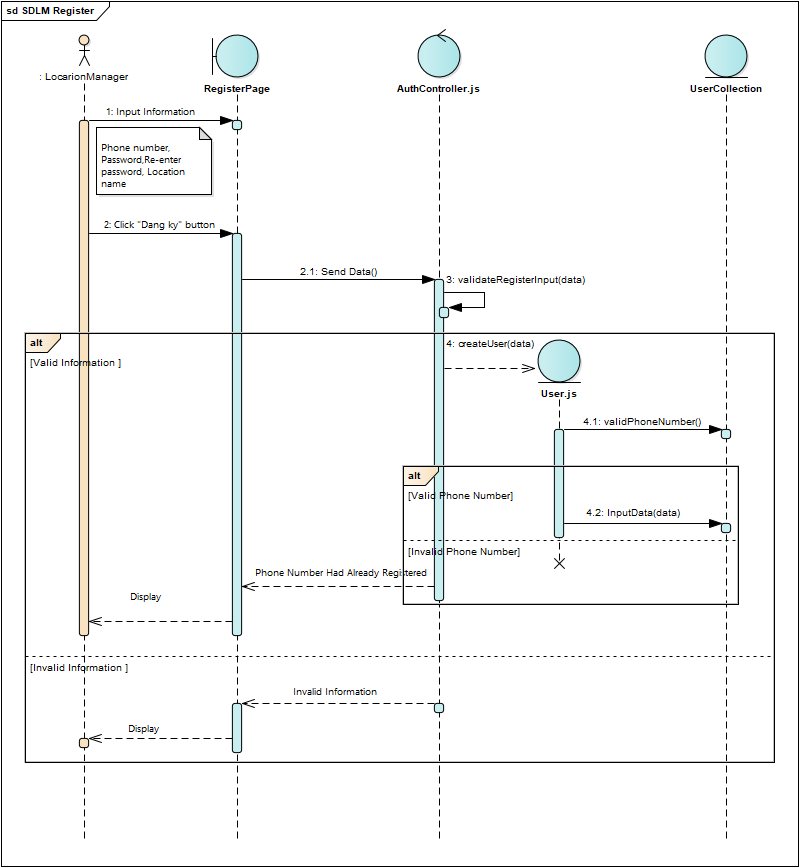 sd SDLM Register
: LocarionManager
RegisterPage
AuthController.js
UserCollection
1: Input Information
Phone number,
Password,Re-enter
password, Location
name
2: Click "Dang ky" button
2.1: Send Data()
3: validateRegisterInput(data)
alt
[Valid Information ]
4: createUser(data)
User.js
4.1: validPhoneNumber()
alt
[Valid Phone Number]
4.2: InputData(data)
[Invalid Phone Number]
Phone Number Had Already Registered
Display
[Invalid Information ]
Invalid Information
Display